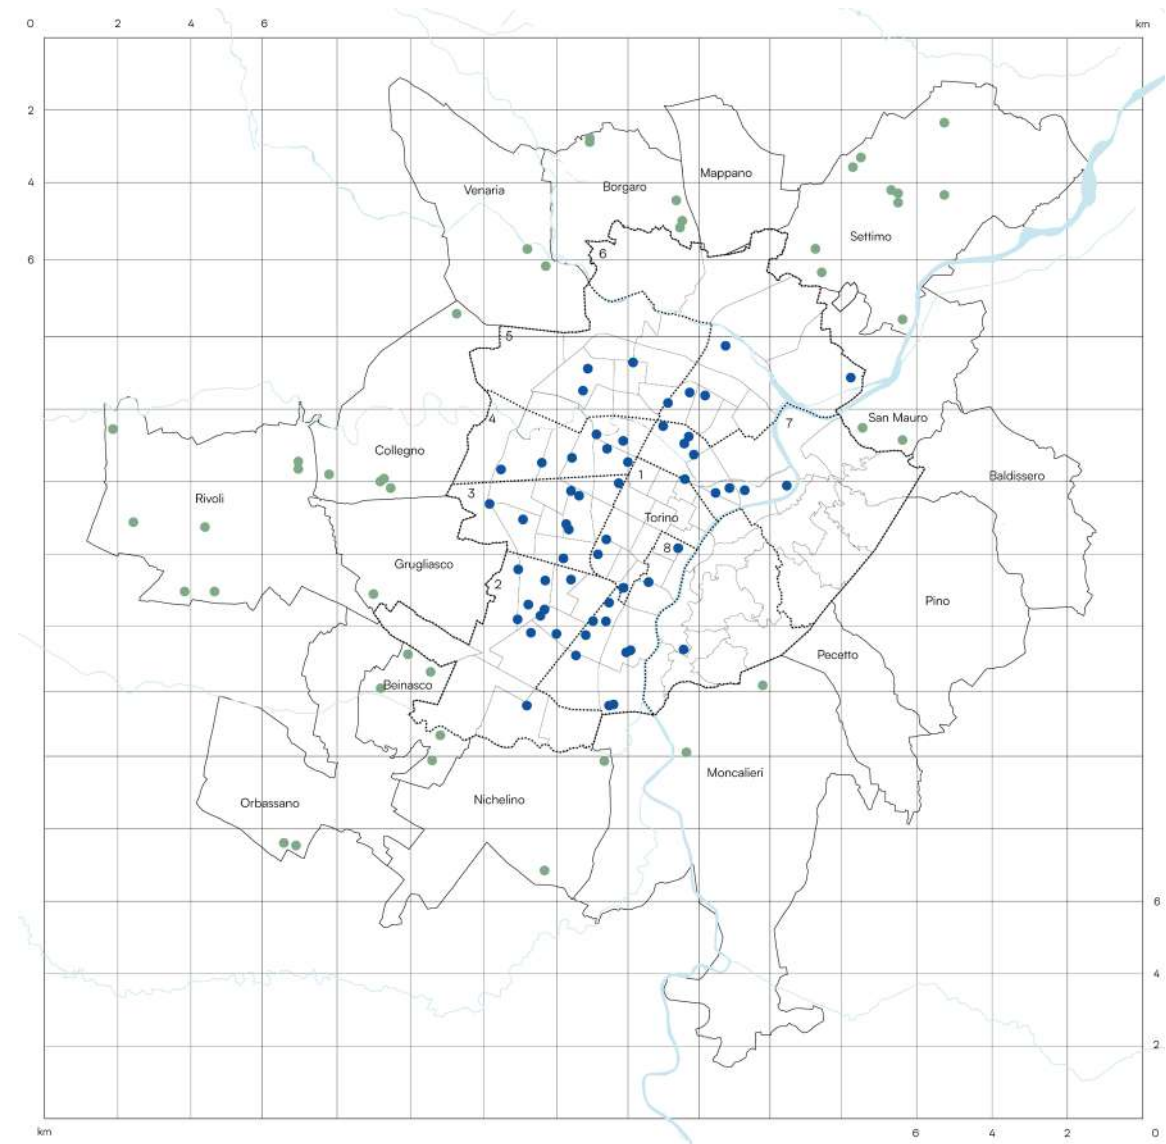 0 2 4 6 km
2
Mappano
Venaria Borgaro
4
Settimo
6
6
5
4 San Mauro
7
Collegno
1 Baldissero
3
Rivoli
Torino
8
Grugliasco
2
Pino
Pecetto
Beinasco
Moncalieri
Orbassano Nichelino
6
4
2
km 6 4 2 0